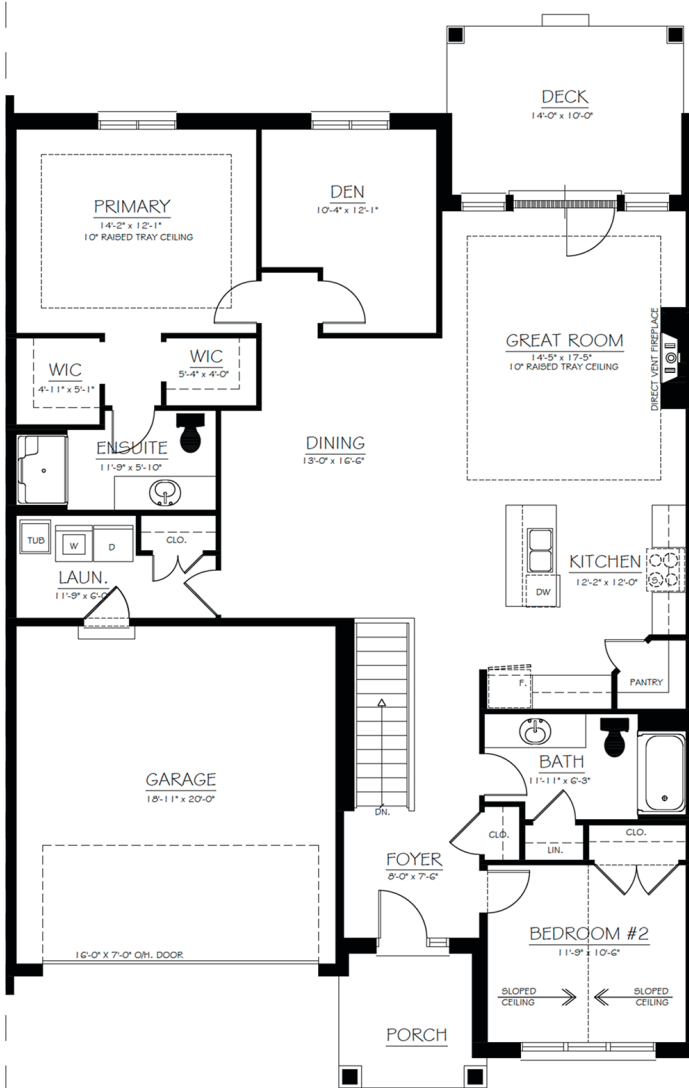 DECK
14'-0" x 10'-0"
PRIMARY
14'-2" x 12'-1"
10" RAISED TRAY CEILING
DEN
10'-4" x 12'-1"
GREAT ROOM
14'-5" x 17'-5"
10" RAISED TRAY CEILING
DIRECT VENT FIREPLACE
WIC
4'-11" x 5'-1"
WIC
5'-4" x 4'-0"
ENSUITE
11'-9" x 5'-10"
DINING
13'-0" x 16'-6"
TUB
W
D
CLO.
LAUN.
11'-9" x 6'-0"
KITCHEN
12'-2" x 12'-0"
DW
S
F.
PANTRY
GARAGE
18'-11" x 20'-0"
16'-0" x 7'-0" O/H. DOOR
DN.
BATH
11'-11" x 6'-3"
CLO.
LIN.
CLO.
FOYER
8'-0" x 7'-6"
BEDROOM #2
11'-9" x 10'-6"
SLOPED
CEILING
SLOPED
CEILING
PORCH